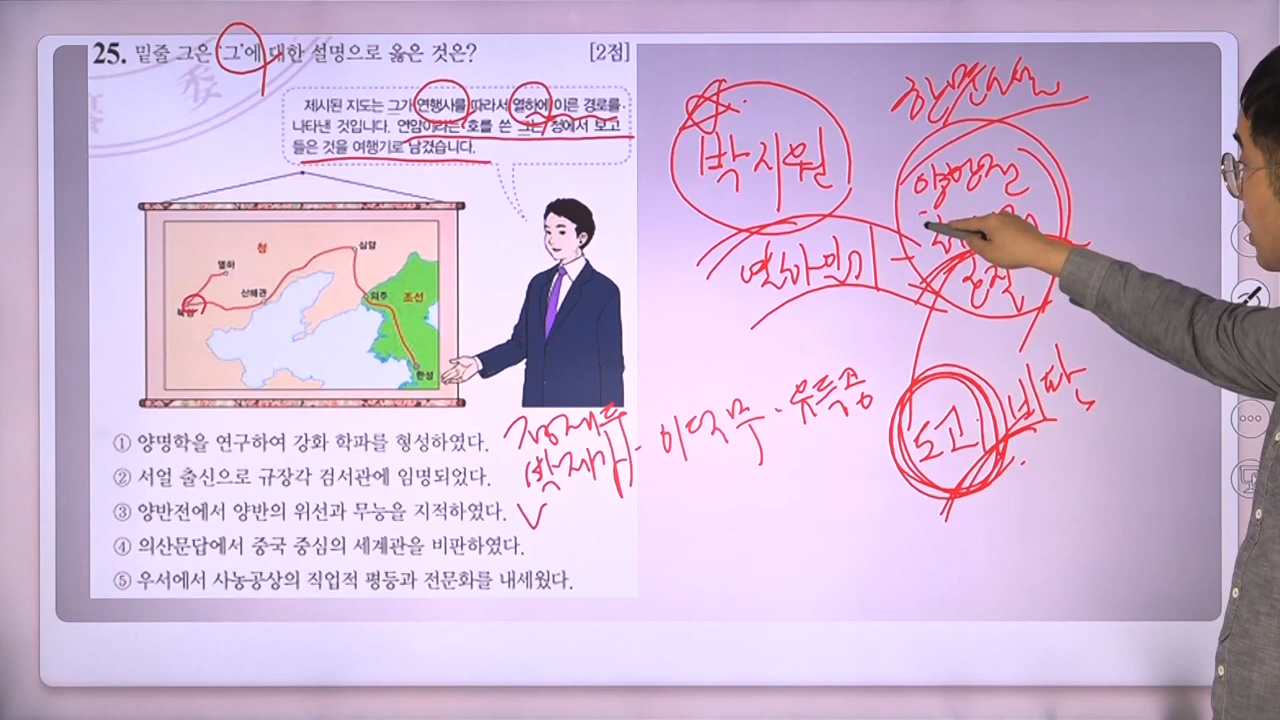 25. 밑줄 그은 '그'에 대한 설명으로 옳은 것은? [2점]
제시된 지도는 그가 연행사를 따라서 열하에 이른 경로를
나타낸 것입니다. 연암이라는 호를 쓴 그는 청에서 보고
들은 것을 여행기로 남겼습니다.
청
심양
열하
산해관
의주
조선
한성
① 양명학을 연구하여 강화 학파를 형성하였다.
② 서얼 출신으로 규장각 검서관에 임명되었다.
③ 양반전에서 양반의 위선과 무능을 지적하였다.
④ 의산문답에서 중국 중심의 세계관을 비판하였다.
⑤ 우서에서 사농공상의 직업적 평등과 전문화를 내세웠다.
박지원
열하일기
한문소설
양반전
호질
도고 비판
박제가 · 이덕무 · 유득공